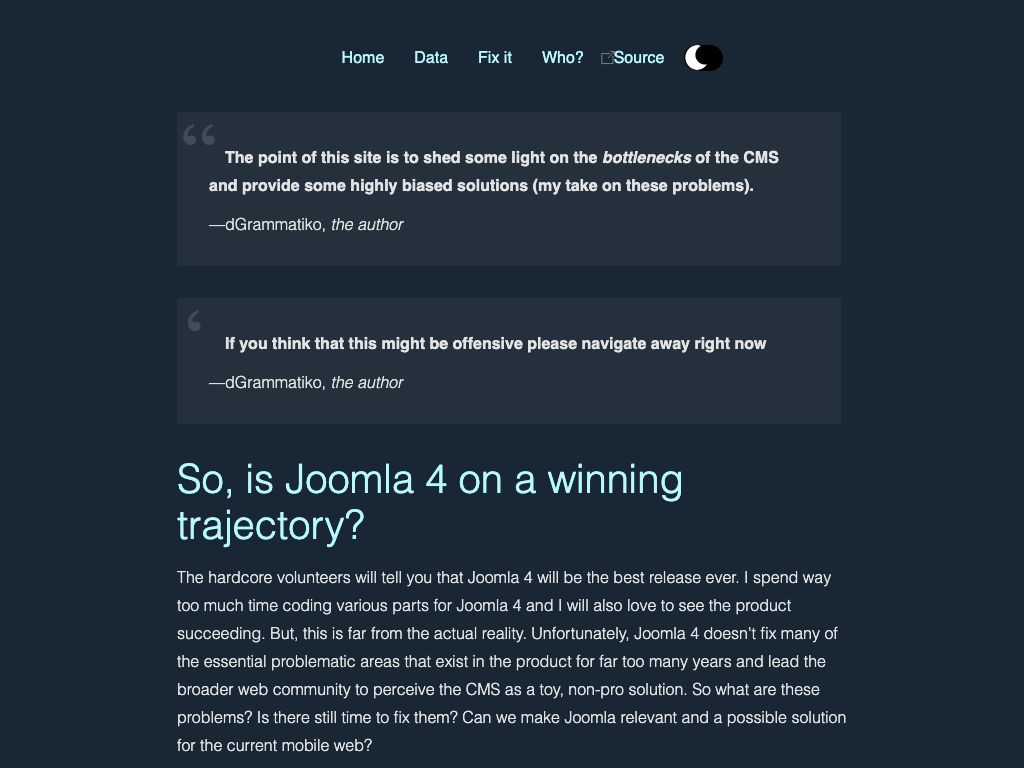 Home Data Fix it Who? Source
“ The point of this site is to shed some light on the bottlenecks of the CMS
and provide some highly biased solutions (my take on these problems).
—dGrammatiko, the author
‘ If you think that this might be offensive please navigate away right now
—dGrammatiko, the author
So, is Joomla 4 on a winning
trajectory?
The hardcore volunteers will tell you that Joomla 4 will be the best release ever. I spend way
too much time coding various parts for Joomla 4 and I will also love to see the product
succeeding. But, this is far from the actual reality. Unfortunately, Joomla 4 doesn't fix many of
the essential problematic areas that exist in the product for far too many years and lead the
broader web community to perceive the CMS as a toy, non-pro solution. So what are these
problems? Is there still time to fix them? Can we make Joomla relevant and a possible solution
for the current mobile web?